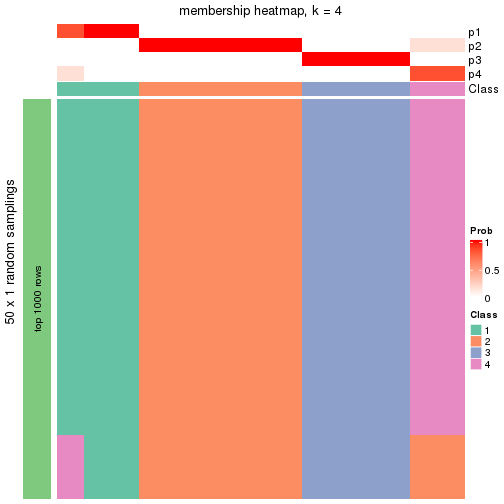 membership heatmap, k = 4
p1
p2
p3
p4
Class
50 x 1 random samplings
top 1000 rows
Prob
1
0.5
0
Class
1
2
3
4